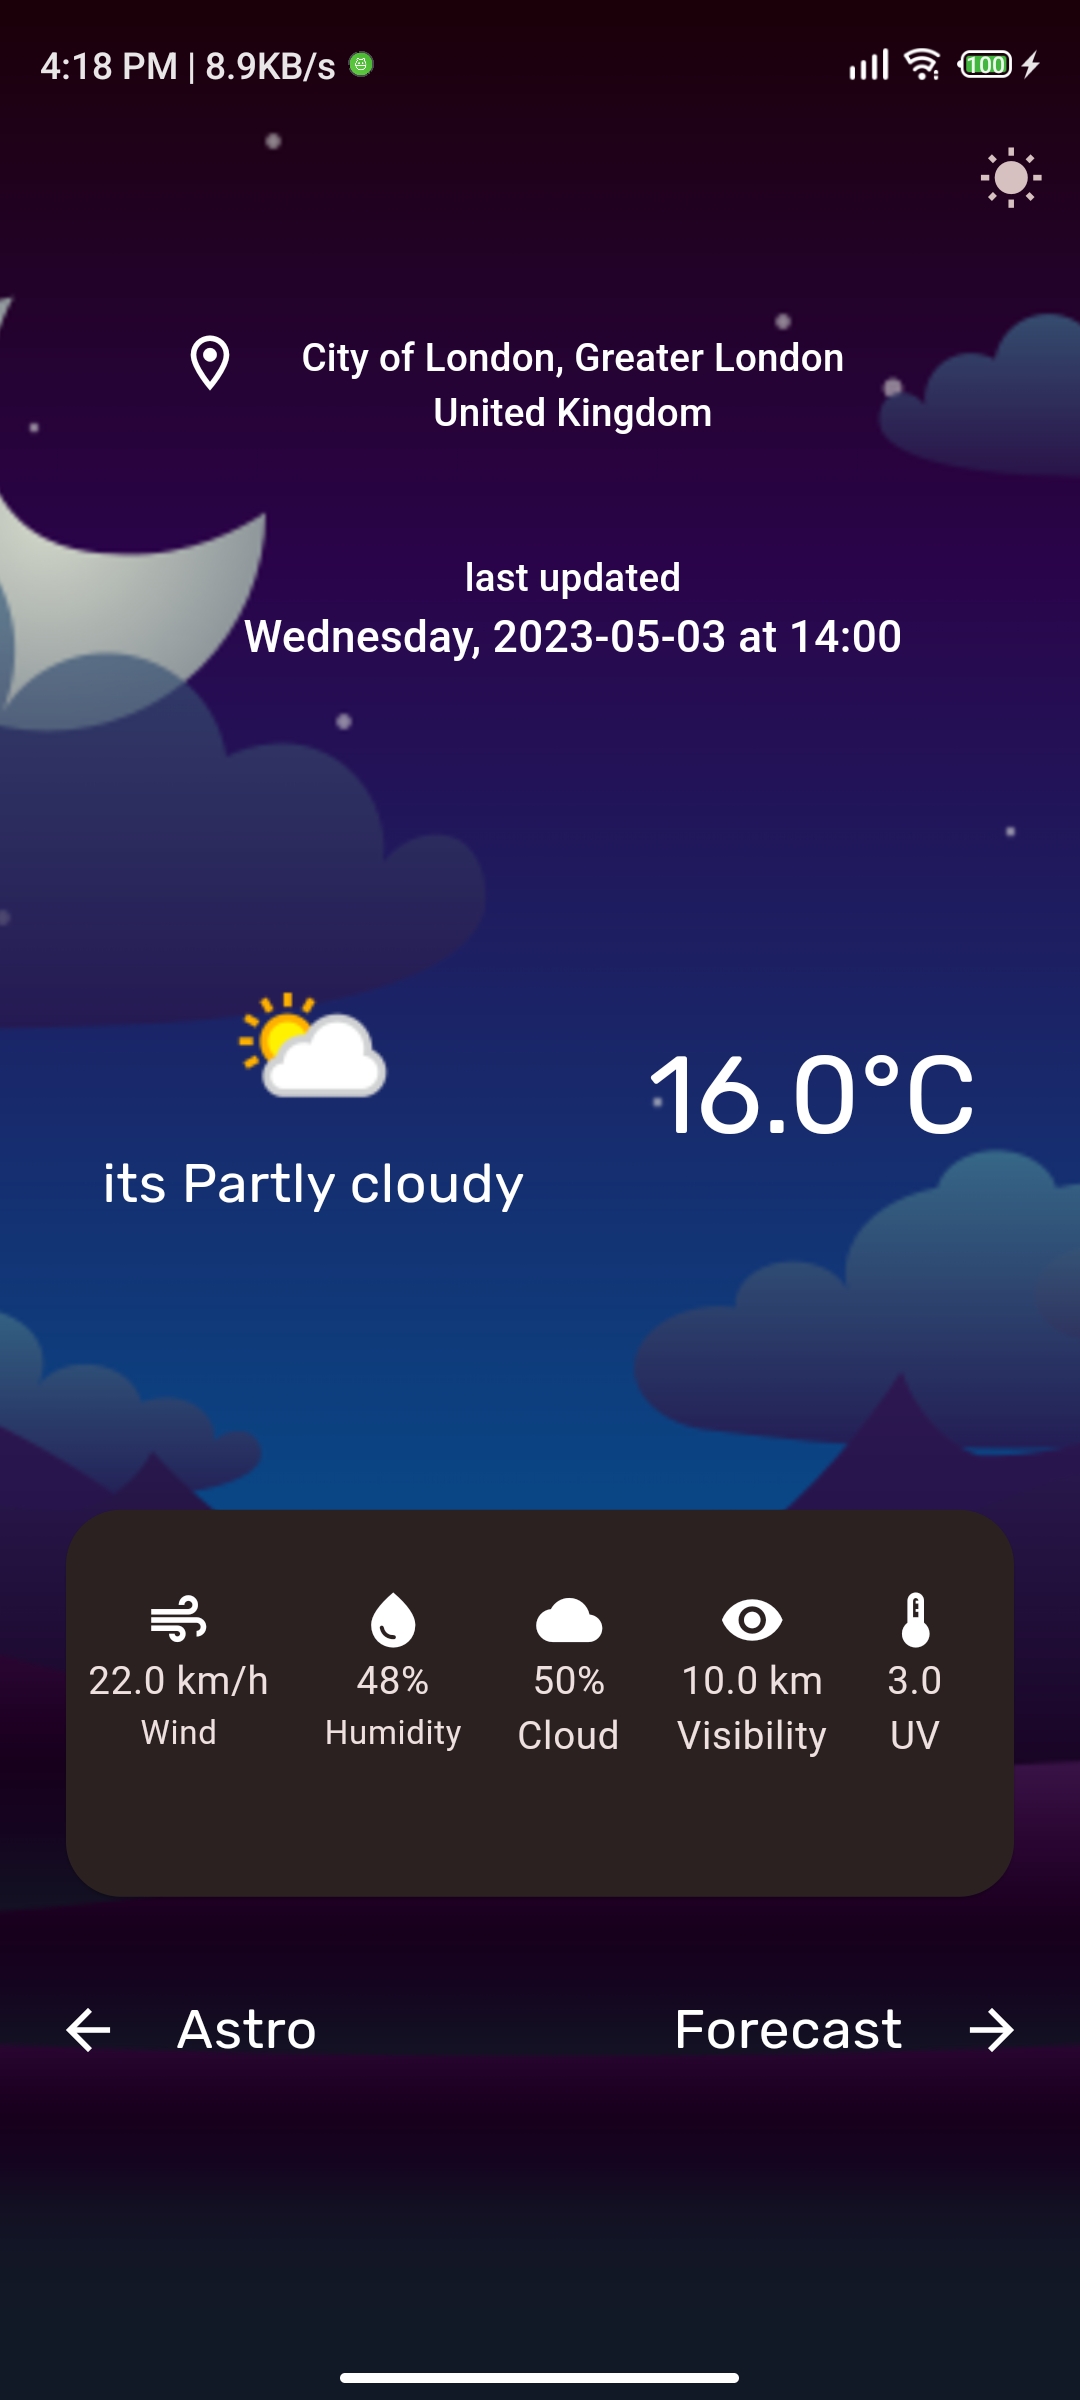 4:18 PM | 8.9KB/s
100
City of London, Greater London
United Kingdom
last updated
Wednesday, 2023-05-03 at 14:00
16.0°C
its Partly cloudy
22.0 km/h 48% 50% 10.0 km 3.0
Wind Humidity Cloud Visibility UV
Astro Forecast